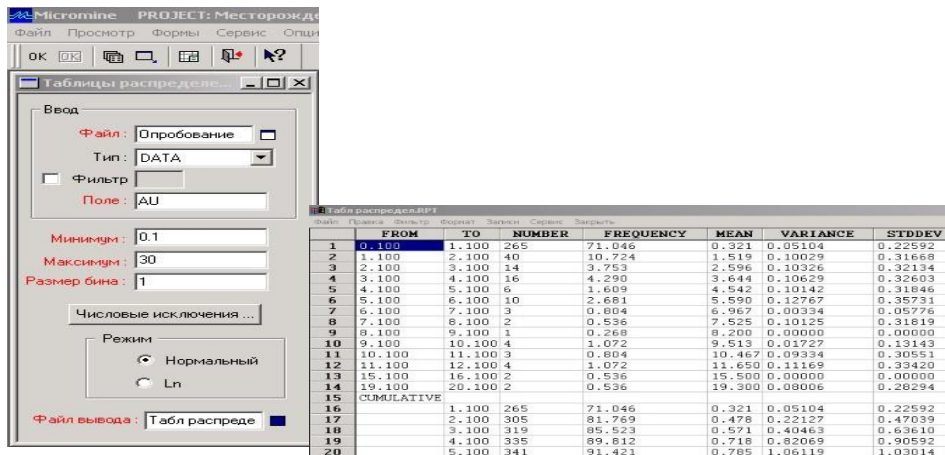 Micromine PROJECT: Месторожде
Файл Просмотр Формы Сервис Опци
OK OK
Таблицы распределе...
Ввод
Файл : Опробование
Тип : DATA
Фильтр
Поле : AU
Минимум : 0.1
Максимум : 30
Размер бина : 1
Числовые исключения ...
Режим
Нормальный
Ln
Файл вывода : Табл распреде
Табл распредел.RPT
Файл Правка Фильтр Формат Записи Сервис Закрыть
FROM TO NUMBER FREQUENCY MEAN VARIANCE STDDEV
1 0.100 1.100 265 71.046 0.321 0.05104 0.22592
2 1.100 2.100 40 10.724 1.519 0.10029 0.31668
3 2.100 3.100 14 3.753 2.596 0.10326 0.32134
4 3.100 4.100 16 4.290 3.644 0.10629 0.32603
5 4.100 5.100 6 1.609 4.542 0.10142 0.31846
6 5.100 6.100 10 2.681 5.590 0.12767 0.35731
7 6.100 7.100 3 0.804 6.967 0.00334 0.05776
8 7.100 8.100 2 0.536 7.525 0.10125 0.31819
9 8.100 9.100 1 0.268 8.200 0.00000 0.00000
10 9.100 10.100 4 1.072 9.513 0.01727 0.13143
11 10.100 11.100 3 0.804 10.467 0.09334 0.30551
12 11.100 12.100 4 1.072 11.650 0.11169 0.33420
13 15.100 16.100 2 0.536 15.500 0.00000 0.00000
14 19.100 20.100 2 0.536 19.300 0.08006 0.28294
15 CUMULATIVE
16 1.100 265 71.046 0.321 0.05104 0.22592
17 2.100 305 81.769 0.478 0.22127 0.47039
18 3.100 319 85.523 0.571 0.40463 0.63610
19 4.100 335 89.812 0.718 0.82069 0.90592
20 5.100 341 91.421 0.785 1.06119 1.03014